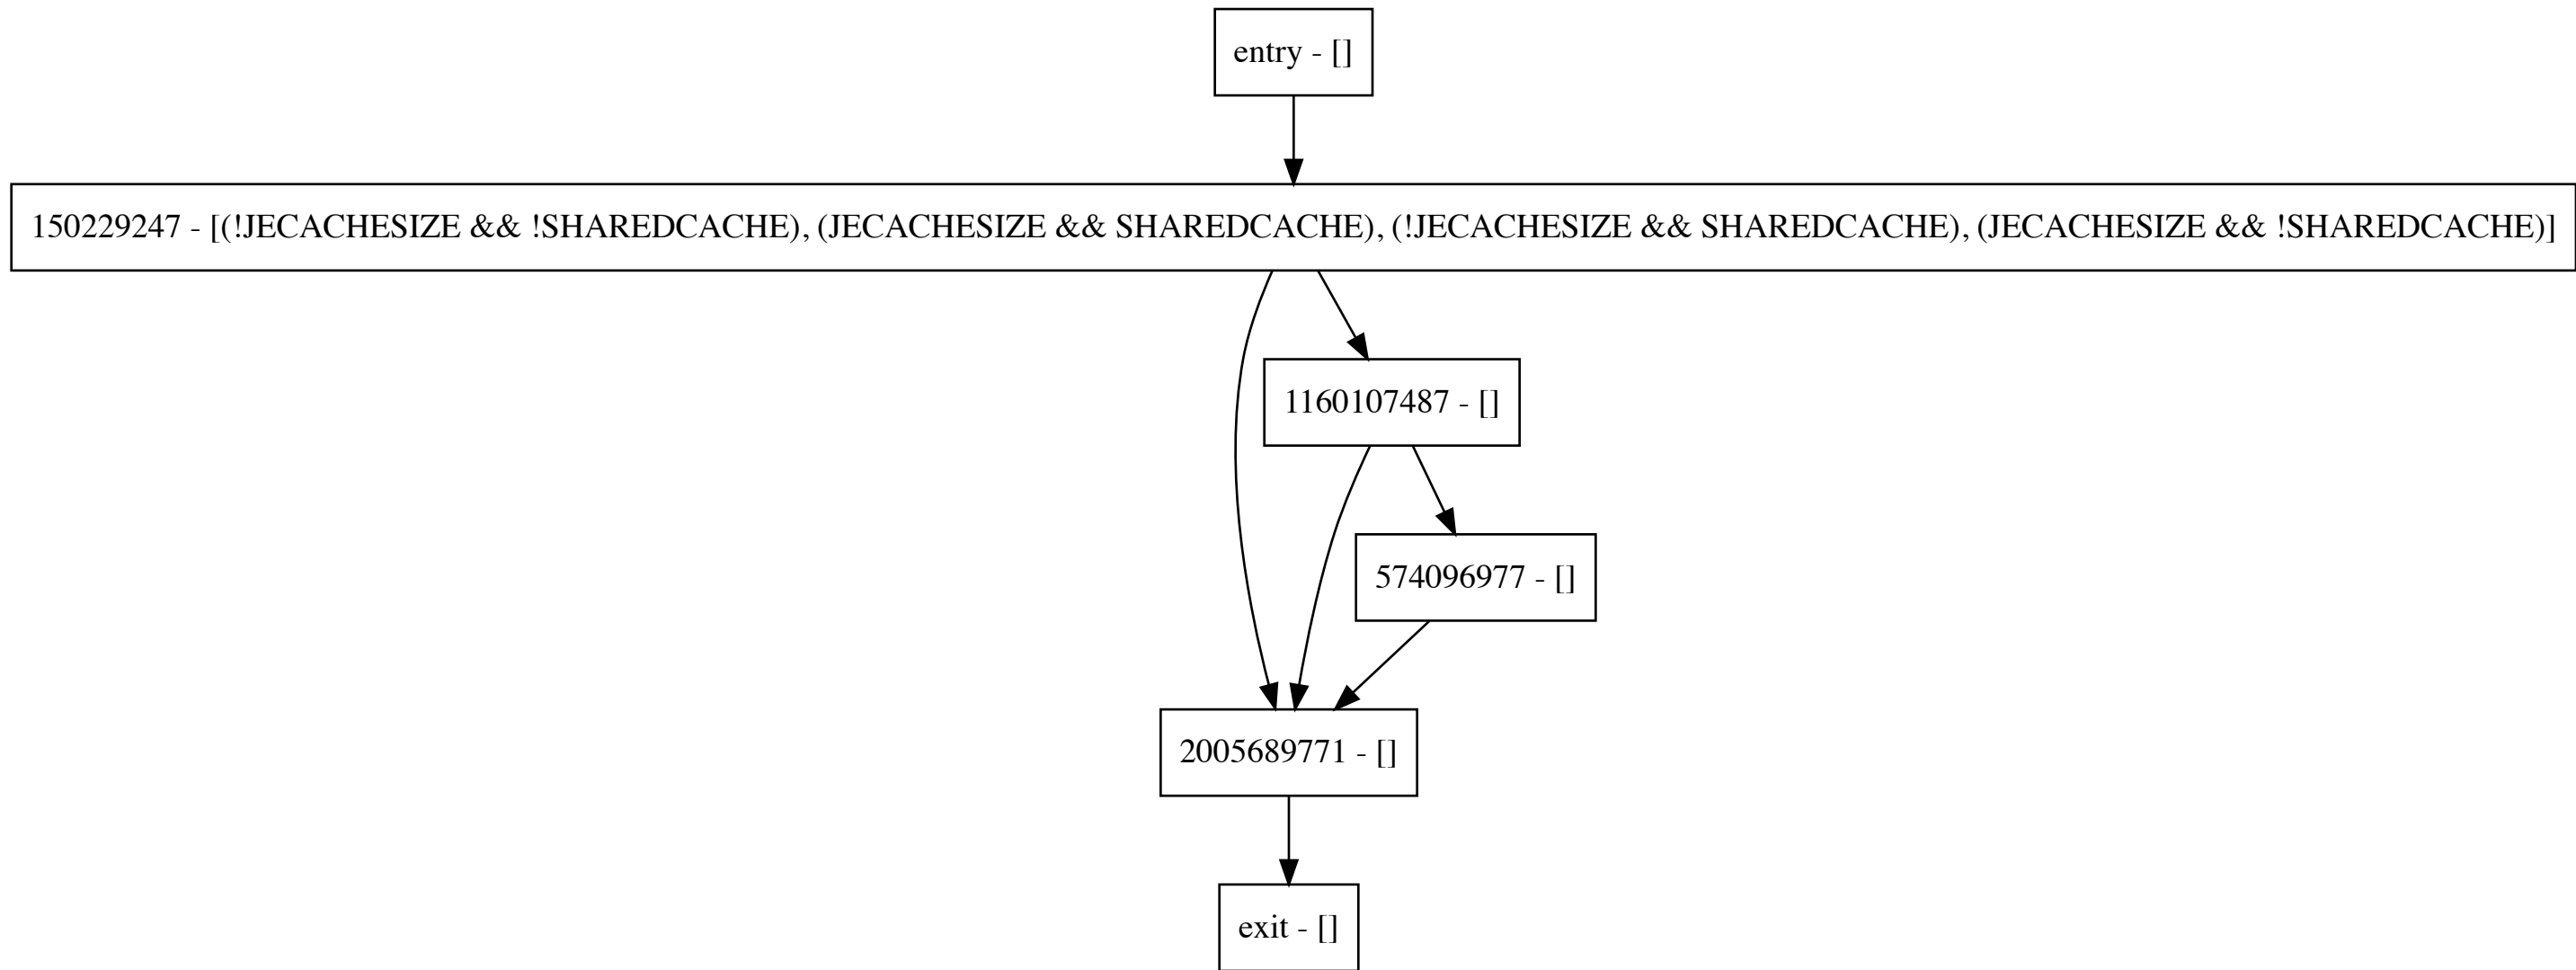 entry - []
150229247 - [(!JECACHESIZE && !SHAREDCACHE), (JECACHESIZE && SHAREDCACHE), (!JECACHESIZE && SHAREDCACHE), (JECACHESIZE && !SHAREDCACHE)]
1160107487 - []
574096977 - []
2005689771 - []
exit - []